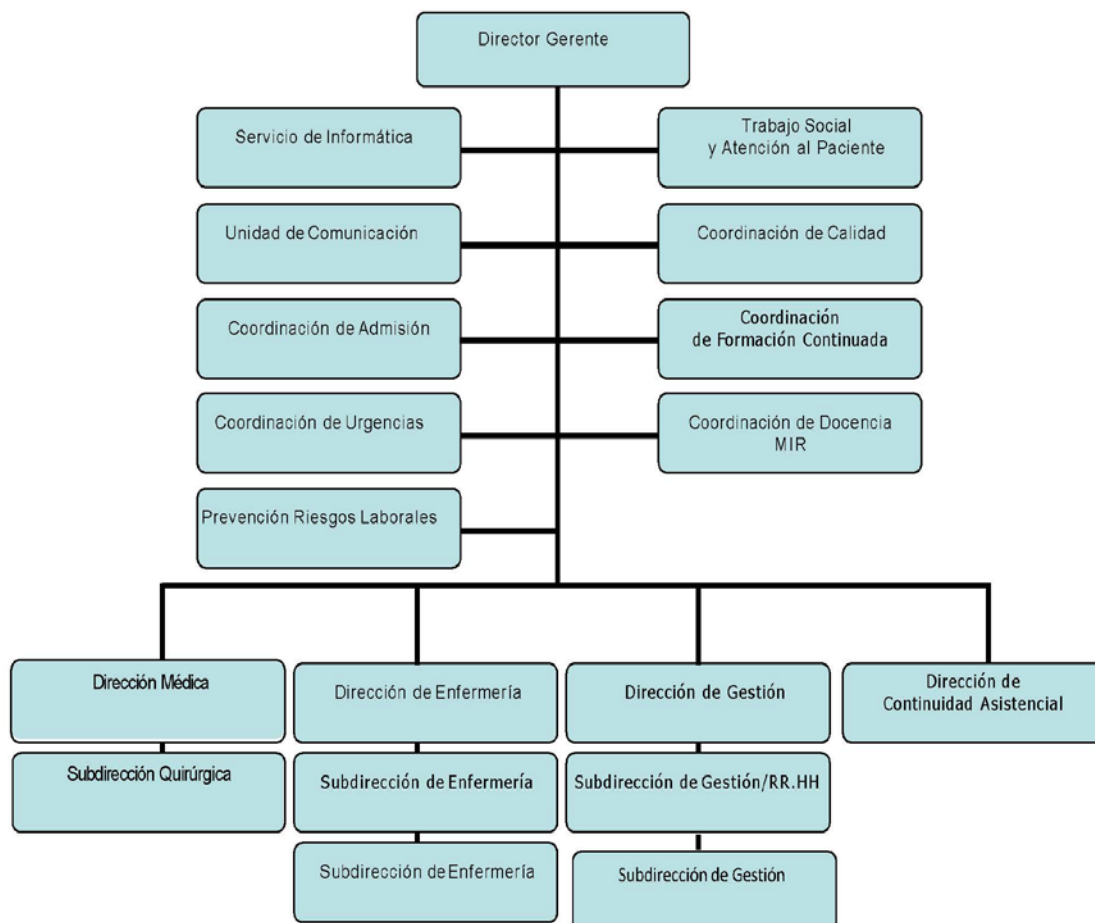 Director Gerente
Servicio de Informática
Trabajo Social
y Atención al Paciente
Unidad de Comunicación
Coordinación de Calidad
Coordinación de Admisión
Coordinación
de Formación Continuada
Coordinación de Urgencias
Coordinación de Docencia
MIR
Prevención Riesgos Laborales
Dirección Médica
Dirección de Enfermería
Dirección de Gestión
Dirección de
Continuidad Asistencial
Subdirección Quirúrgica
Subdirección de Enfermería
Subdirección de Gestión/RR.HH
Subdirección de Enfermería
Subdirección de Gestión